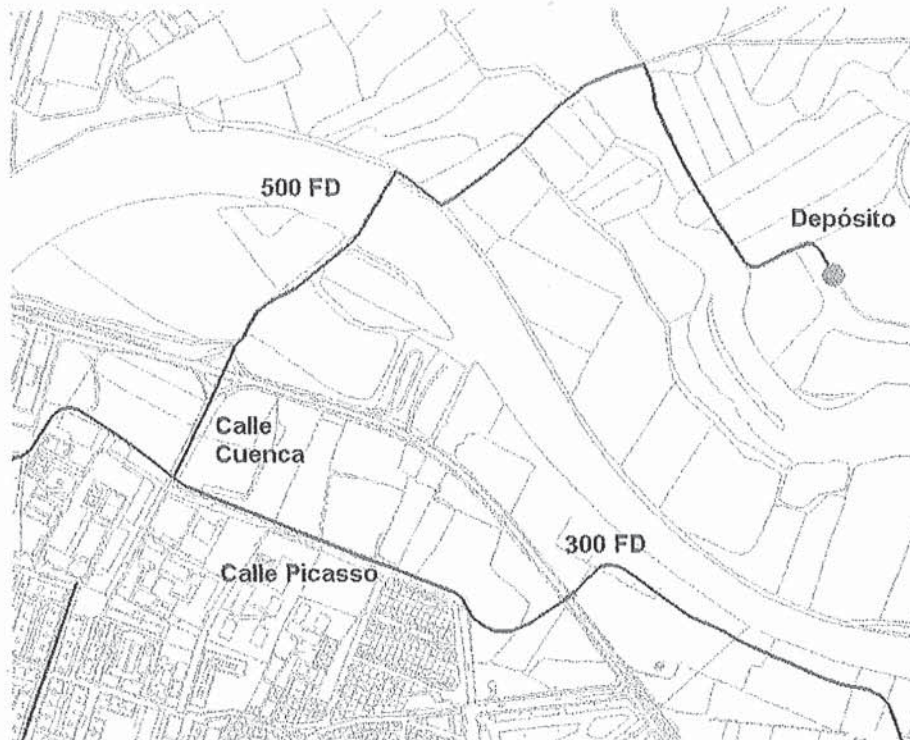 500 FD
Depósito
Calle
Cuenca
300 FD
Calle Picasso